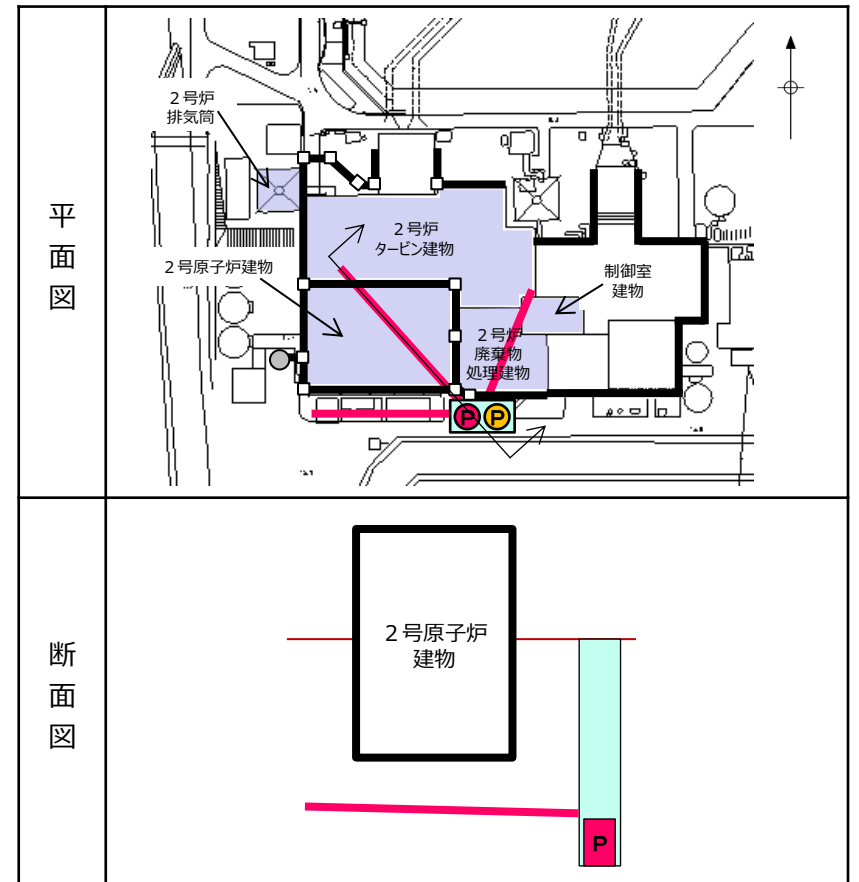 平面図
２号炉
排気筒
２号炉
タービン建物
２号原子炉建物
制御室
建物
２号炉
廃棄物
処理建物
P P
断面図
２号原子炉
建物
P